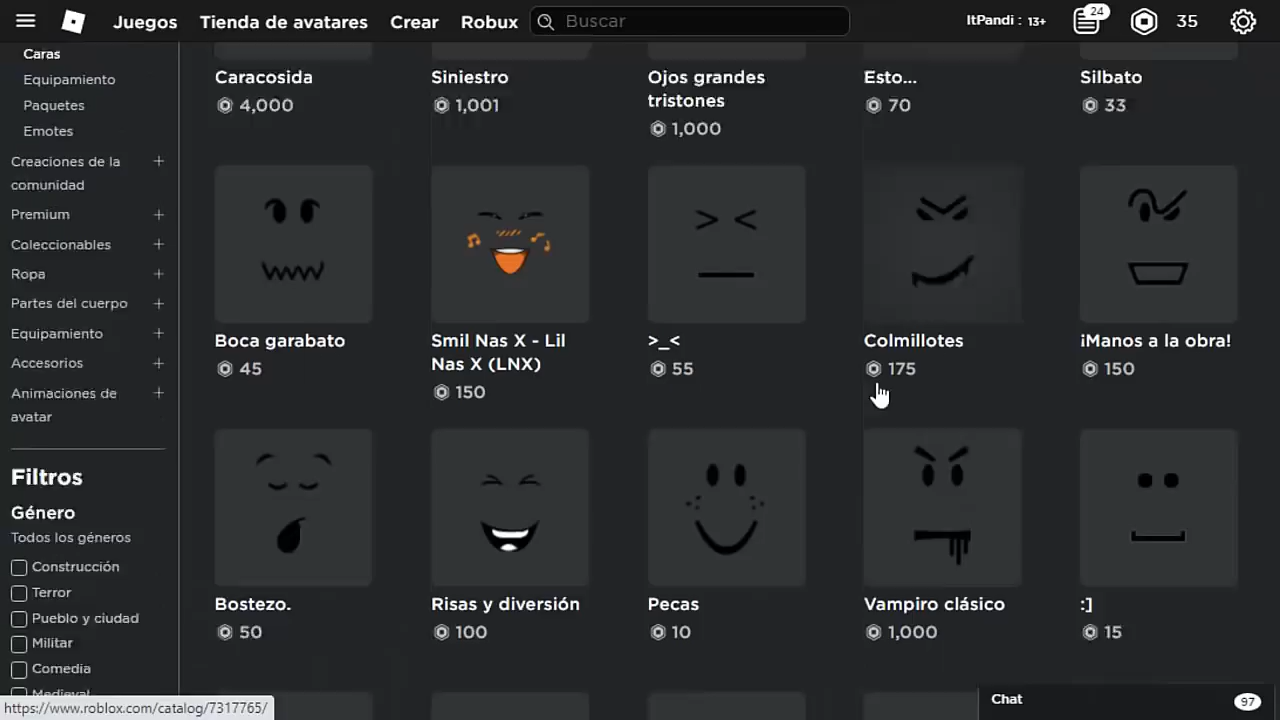 Juegos Tienda de avatares Crear Robux Buscar ItPandi : 13+ 24 35
Caras
Equipamiento
Paquetes
Emotes
Creaciones de la
comunidad
Premium
Coleccionables
Ropa
Partes del cuerpo
Equipamiento
Accesorios
Animaciones de
avatar
Filtros
Género
Todos los géneros
Construcción
Terror
Pueblo y ciudad
Militar
Comedia
Medieval
Caracosida
4,000
Siniestro
1,001
Ojos grandes
tristones
1,000
Esto...
70
Silbato
33
Boca garabato
45
Smil Nas X - Lil
Nas X (LNX)
150
>_<
55
Colmillotes
175
¡Manos a la obra!
150
Bostezo.
50
Risas y diversión
100
Pecas
10
Vampiro clásico
1,000
:]
15
https://www.roblox.com/catalog/7317765/
Chat 97